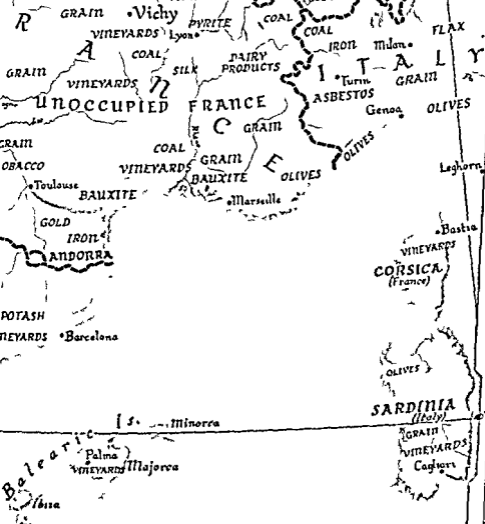 R
A
N
C
E
GRAIN
Vichy
VINEYARDS
Lyon
PYRITE
COAL
COAL
IRON
Milan
FLAX
COAL
DAIRY
PRODUCTS
SILK
GRAIN
VINEYARDS
ITALY
Turin
ASBESTOS
GRAIN
UNOCCUPIED FRANCE
Genoa
OLIVES
GRAIN
OLIVES
COAL
GRAIN
VINEYARDS
GRAIN
OBACCO
BAUXITE
OLIVES
Leghorn
Toulouse
BAUXITE
Marseille
GOLD
IRON
ANDORRA
Bastia
VINEYARDS
CORSICA
(France)
POTASH
NEYARDS
Barcelona
OLIVES
SARDINIA
(Italy)
GRAIN
VINEYARDS
Cagliari
Balearic Is.
Minorca
Palma
VINEYARDS
Majorca
Ibiza